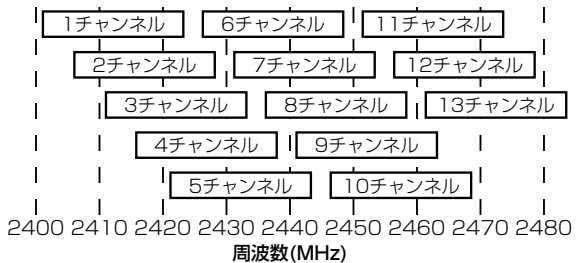 1チャンネル 6チャンネル 11チャンネル
2チャンネル 7チャンネル 12チャンネル
3チャンネル 8チャンネル 13チャンネル
4チャンネル 9チャンネル
5チャンネル 10チャンネル
2400 2410 2420 2430 2440 2450 2460 2470 2480
周波数(MHz)